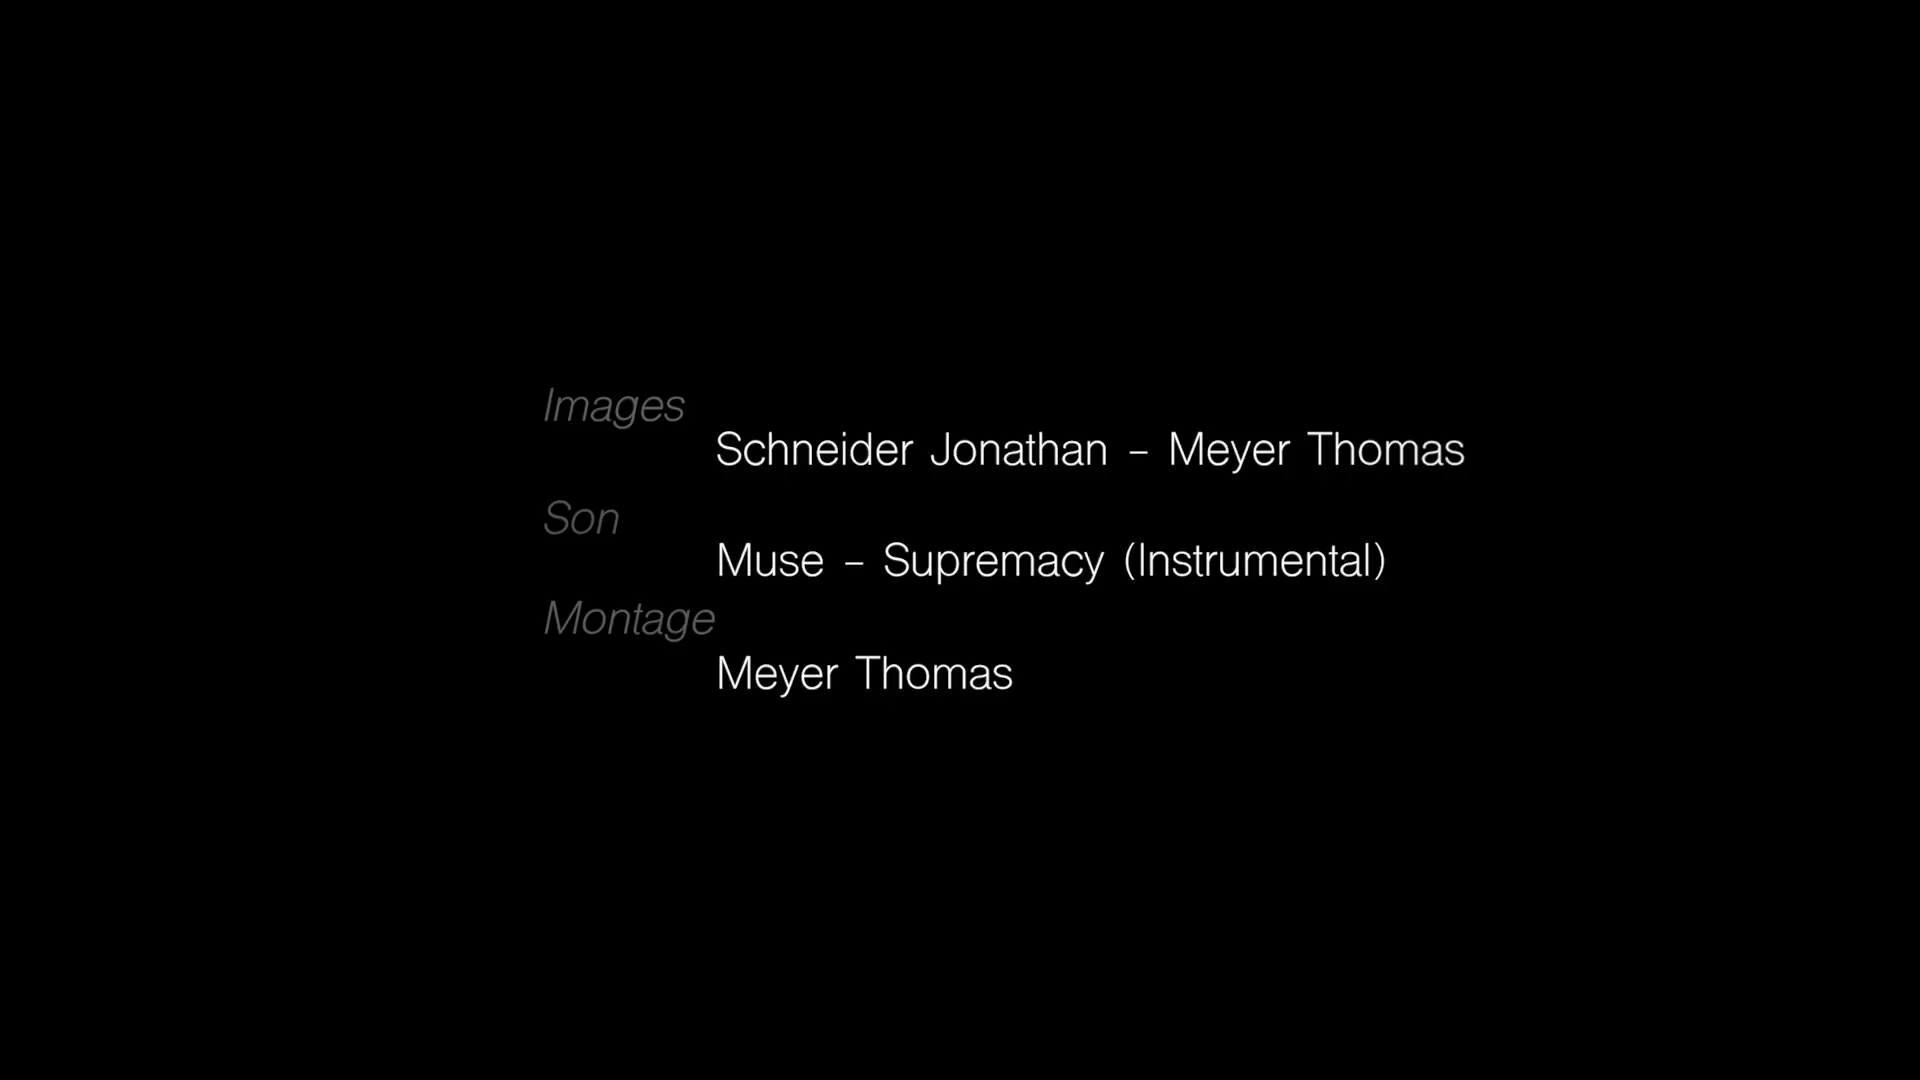 Images
Schneider Jonathan – Meyer Thomas
Son
Muse – Supremacy (Instrumental)
Montage
Meyer Thomas